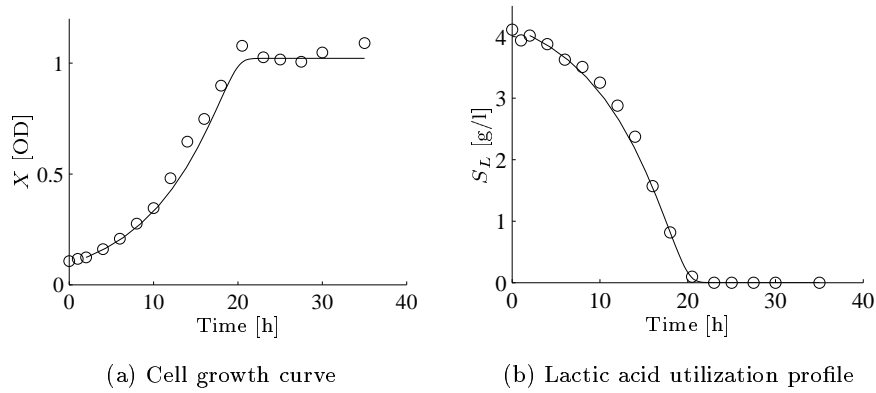 X [OD]
1
0.5
0
0 10 20 30 40
Time [h]
(a) Cell growth curve
S_L [g/l]
4
3
2
1
0
0 10 20 30 40
Time [h]
(b) Lactic acid utilization profile